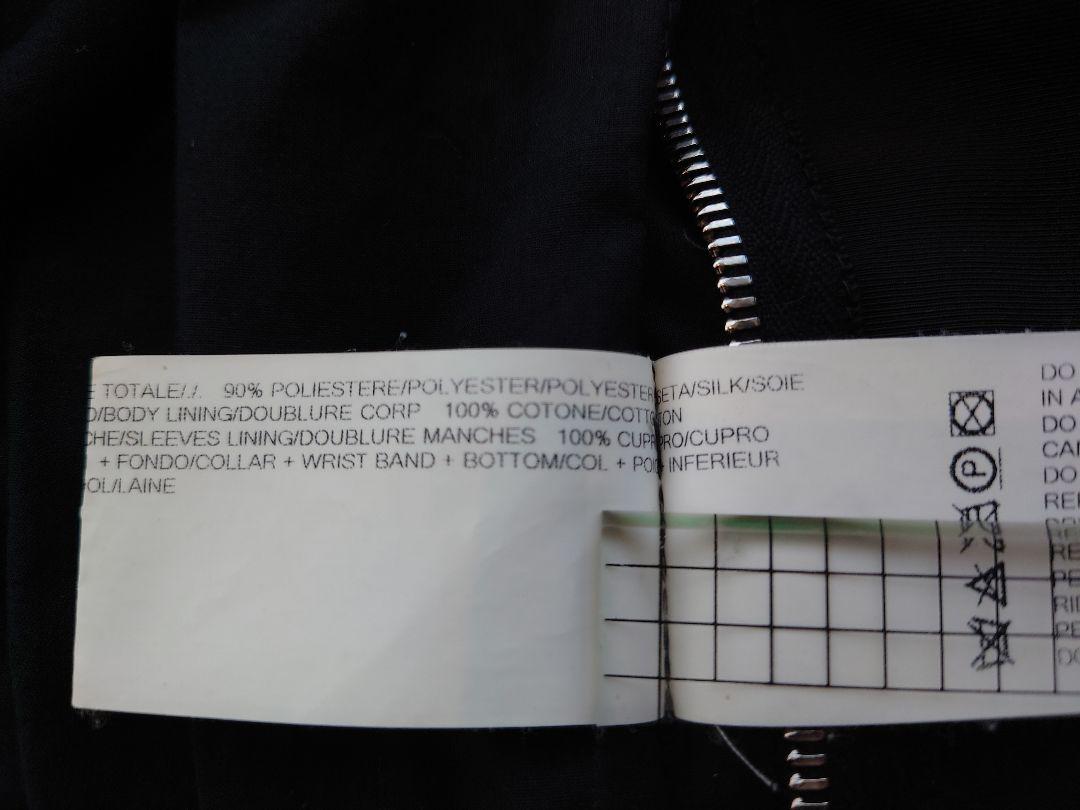 E TOTALE/./. 90% POLIESTERE/POLYESTER/POLYESTER SETA/SILK/SOIE
O/BODY LINING/DOUBLURE CORP 100% COTONE/COTTON
CHE/SLEEVES LINING/DOUBLURE MANCHES 100% CUPRO/CUPRO
+ FONDO/COLLAR + WRIST BAND + BOTTOM/COL + POI INFERIEUR
OL/LAINE
DO
IN A
DO
CAI
DO
REI
RE
PE
RI
PE
DO
P